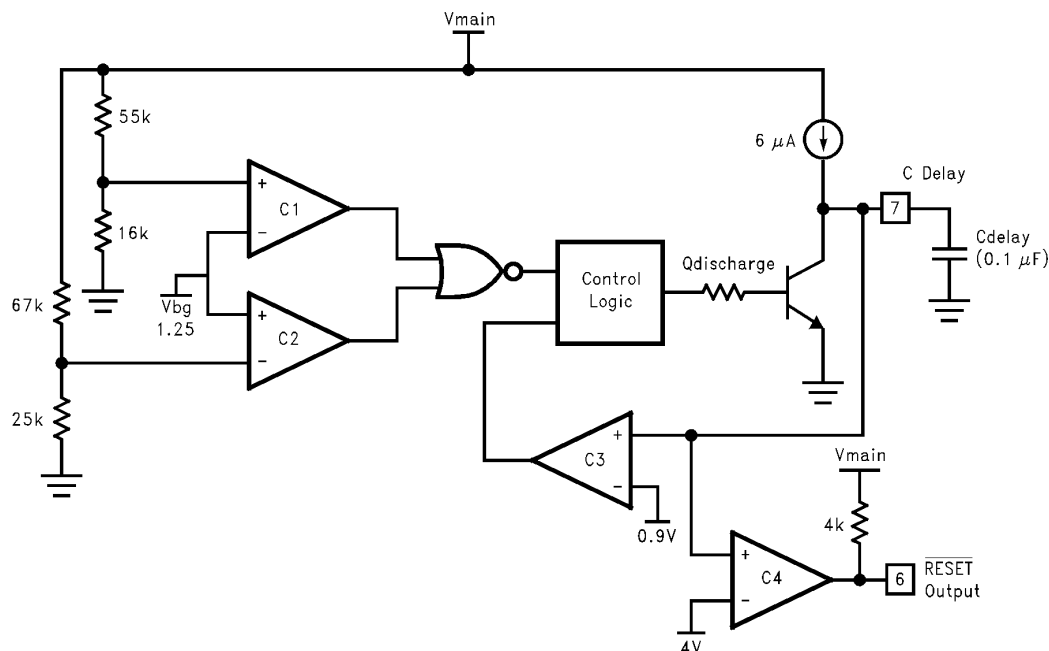 Vmain
55k
6 μA
C Delay
+
C1
−
7
16k
Cdelay
(0.1 μF)
Control
Logic
Qdischarge
67k
Vbg
1.25
+
C2
−
25k
+
C3
−
Vmain
0.9V
4k
+
C4
−
6
RESET
Output
4V